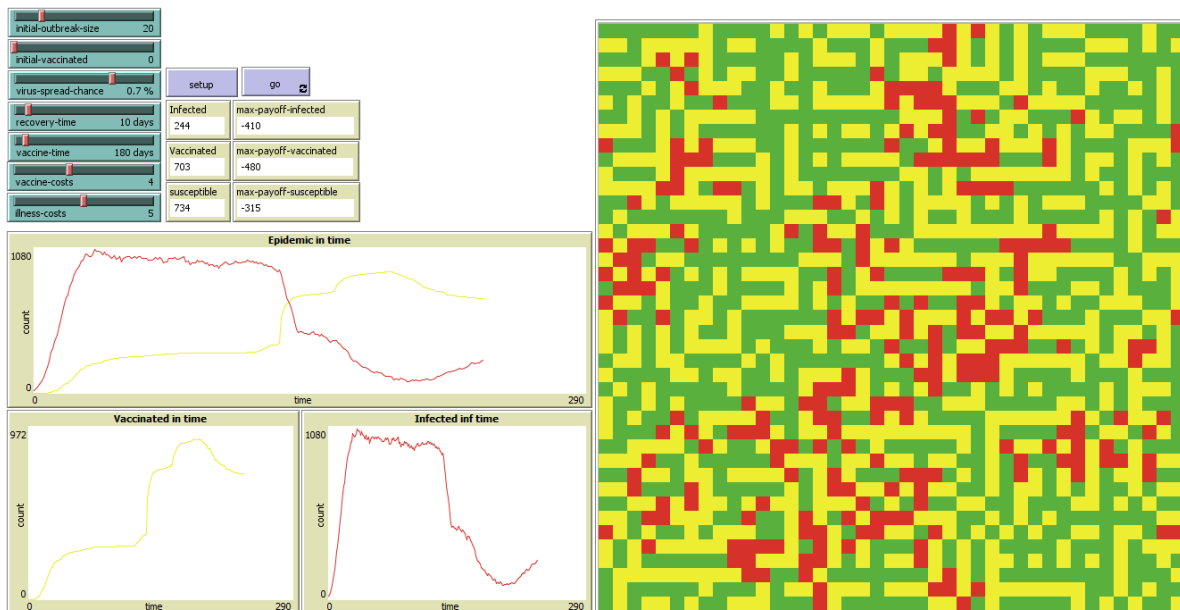 initial-outbreak-size 20
initial-vaccinated 0
virus-spread-chance 0.7 %
recovery-time 10 days
vaccine-time 180 days
vaccine-costs 4
illness-costs 5
setup
go
Infected
244
max-payoff-infected
-410
Vaccinated
703
max-payoff-vaccinated
-480
susceptible
734
max-payoff-susceptible
-315
Epidemic in time
1080
count
0
0 time 290
Vaccinated in time
972
count
0
0 time 290
Infected inf time
1080
count
0
0 time 290